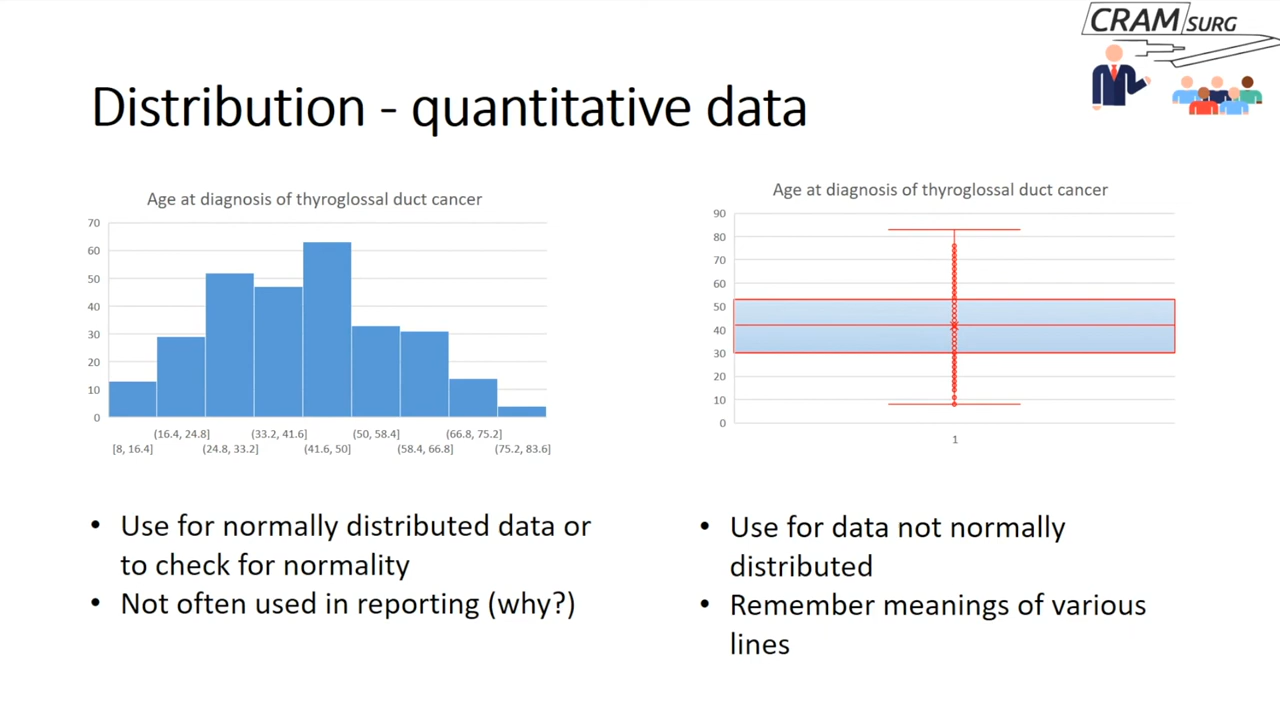 CRAM SURG
Distribution - quantitative data
Age at diagnosis of thyroglossal duct cancer
70
60
50
40
30
20
10
0
[8, 16.4]
(16.4, 24.8]
(24.8, 33.2]
(33.2, 41.6]
(41.6, 50]
(50, 58.4]
(58.4, 66.8]
(66.8, 75.2]
(75.2, 83.6]
Age at diagnosis of thyroglossal duct cancer
90
80
70
60
50
40
30
20
10
0
1
• Use for normally distributed data or
to check for normality
• Not often used in reporting (why?)
• Use for data not normally
distributed
• Remember meanings of various
lines